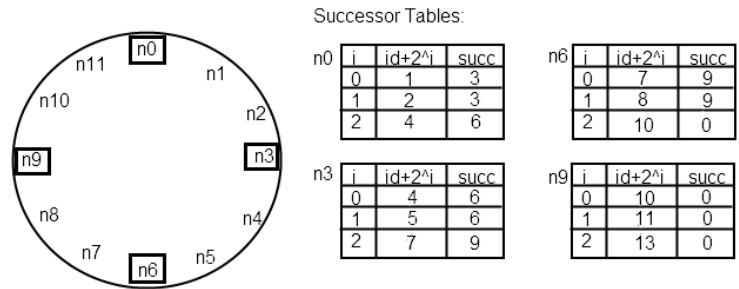 Successor Tables:
n0
n11
n1
n10
n2
n9
n3
n8
n4
n7
n5
n6
n0
i id+2^i succ
0 1 3
1 2 3
2 4 6
n6
i id+2^i succ
0 7 9
1 8 9
2 10 0
n3
i id+2^i succ
0 4 6
1 5 6
2 7 9
n9
i id+2^i succ
0 10 0
1 11 0
2 13 0